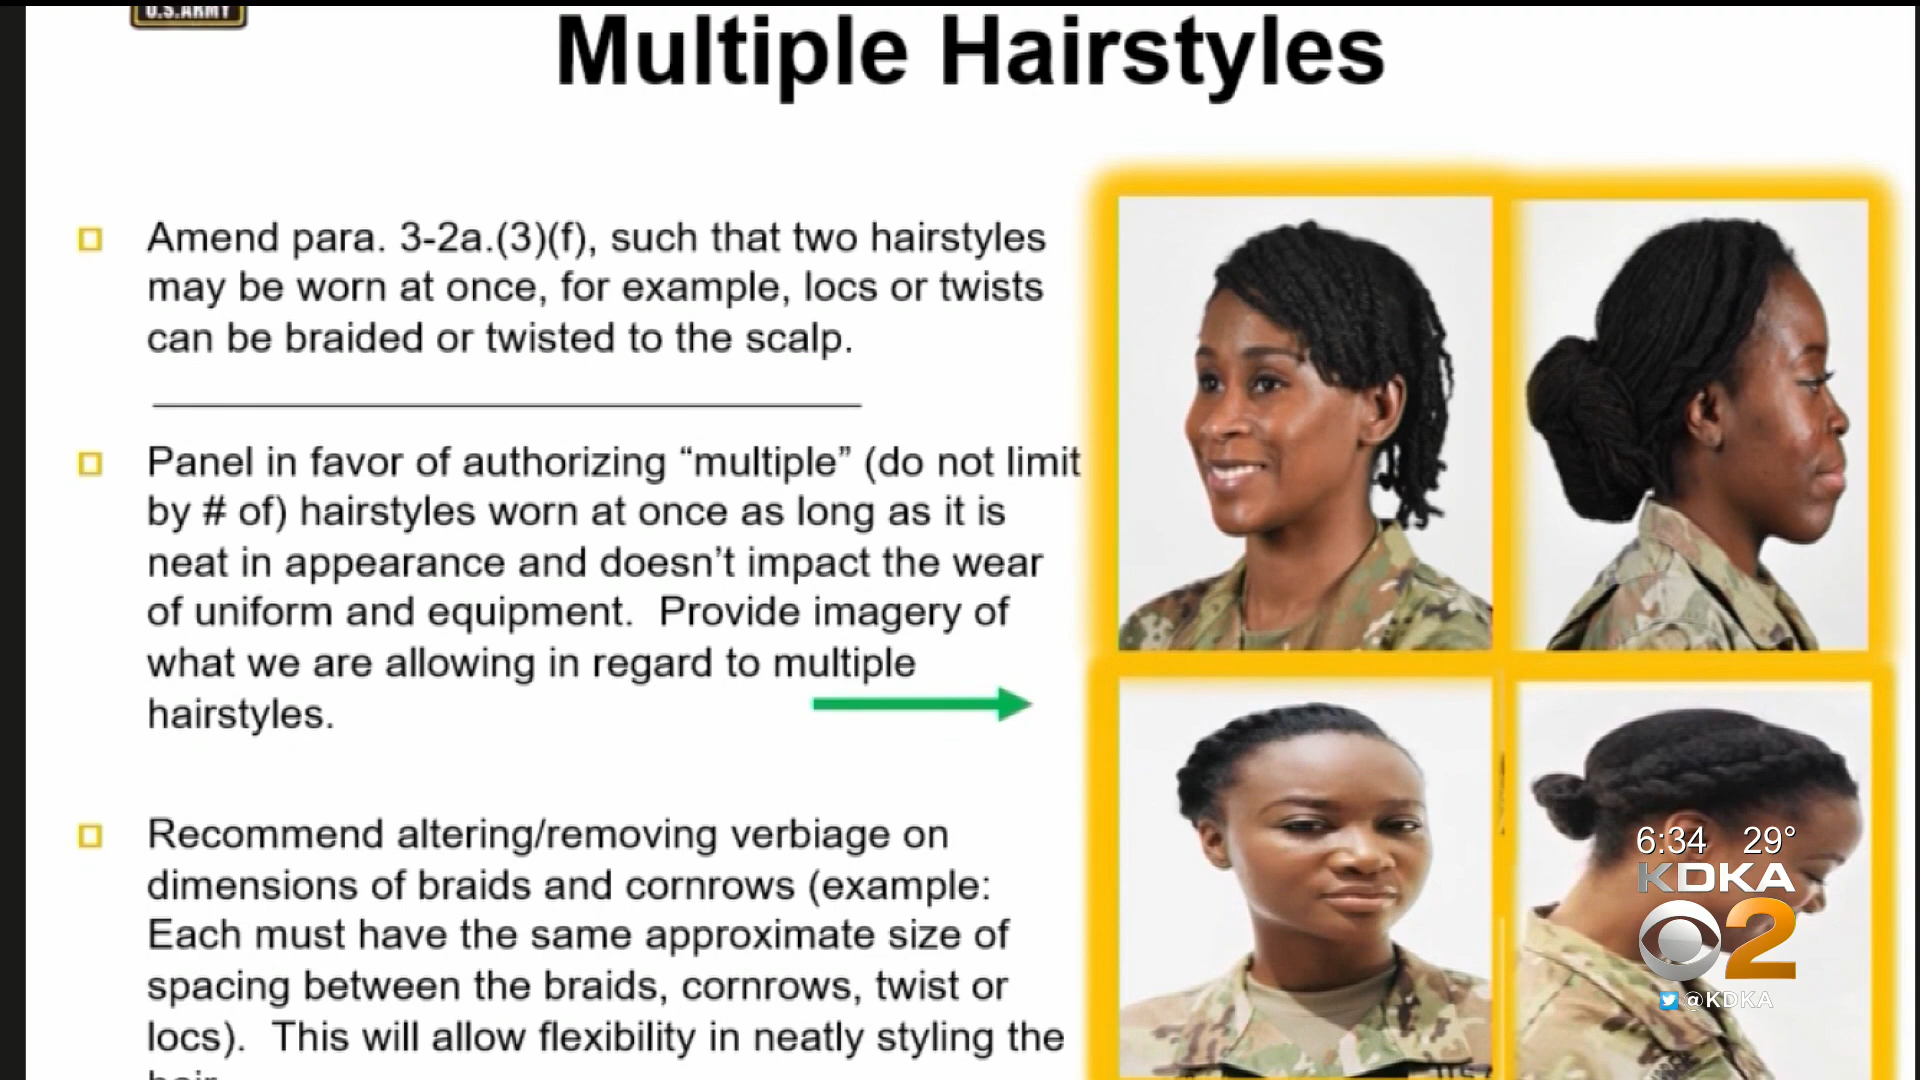 U.S.ARMY
Multiple Hairstyles
Amend para. 3-2a.(3)(f), such that two hairstyles
may be worn at once, for example, locs or twists
can be braided or twisted to the scalp.
Panel in favor of authorizing “multiple” (do not limit
by # of) hairstyles worn at once as long as it is
neat in appearance and doesn’t impact the wear
of uniform and equipment.  Provide imagery of
what we are allowing in regard to multiple
hairstyles.
Recommend altering/removing verbiage on
dimensions of braids and cornrows (example:
Each must have the same approximate size of
spacing between the braids, cornrows, twist or
locs).  This will allow flexibility in neatly styling the
6:34 29°
KDKA
2
@KDKA